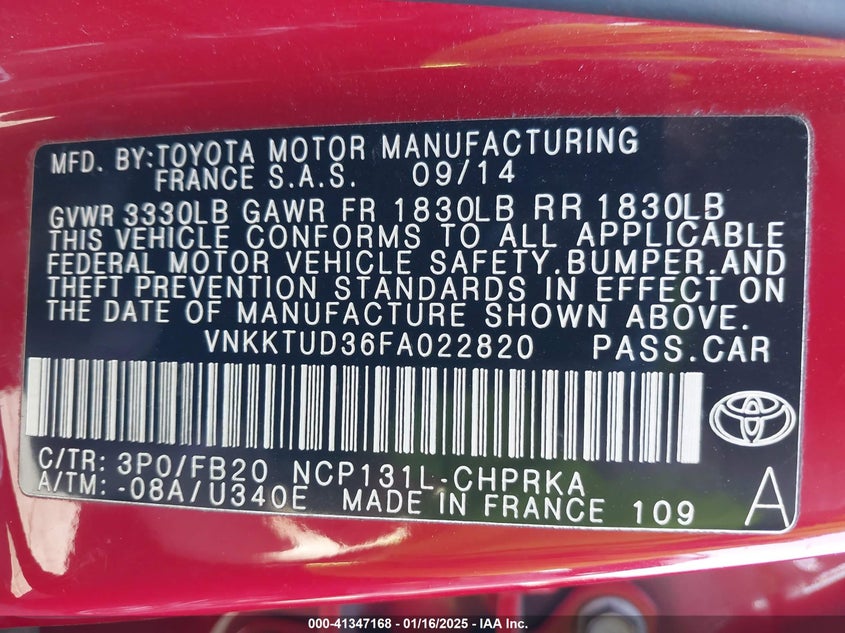 MFD. BY:TOYOTA MOTOR MANUFACTURING
FRANCE S.A.S. 09/14
GVWR 3330LB GAWR FR 1830LB RR 1830LB
THIS VEHICLE CONFORMS TO ALL APPLICABLE
FEDERAL MOTOR VEHICLE SAFETY.BUMPER.AND
THEFT PREVENTION STANDARDS IN EFFECT ON
THE DATE OF MANUFACTURE SHOWN ABOVE.
VNKKTUD36FA022820 PASS.CAR
C/TR: 3P0/FB20 NCP131L-CHPRKA
A/TM: -08A/U340E MADE IN FRANCE 109 A
000-41347168 - 01/16/2025 - IAA Inc.